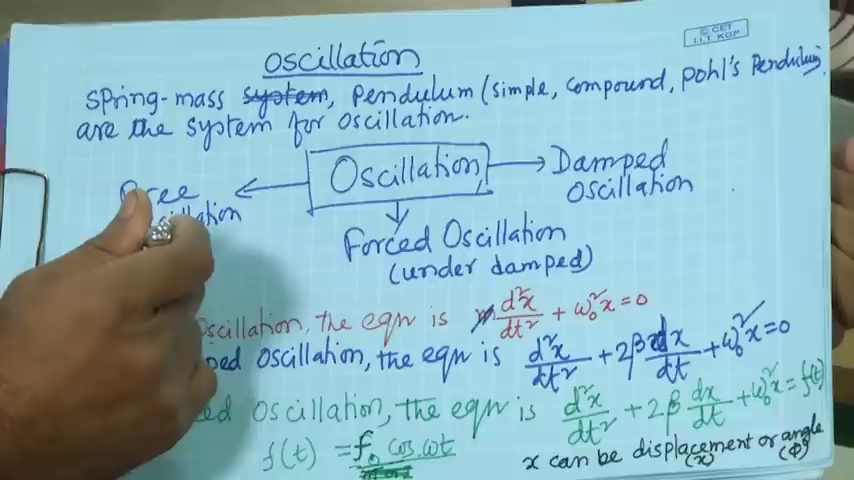 © CET
I.I.T. KGP
Oscillation
Spring-mass system, Pendulum (simple, compound, Pohl's Pendulum)
are the system for oscillation.
Oscillation
Damped
Oscillation
Free
illation
Forced Oscillation
(under damped)
Oscillation, the eqn is d²x/dt² + ω₀²x = 0
ped Oscillation, the eqn is d²x/dt² + 2β dx/dt + ω₀²x = 0
ed Oscillation, the eqn is d²x/dt² + 2β dx/dt + ω₀²x = f(t)
f(t) = f₀ cos ωt
x can be displacement or angle
(x) (Φ)